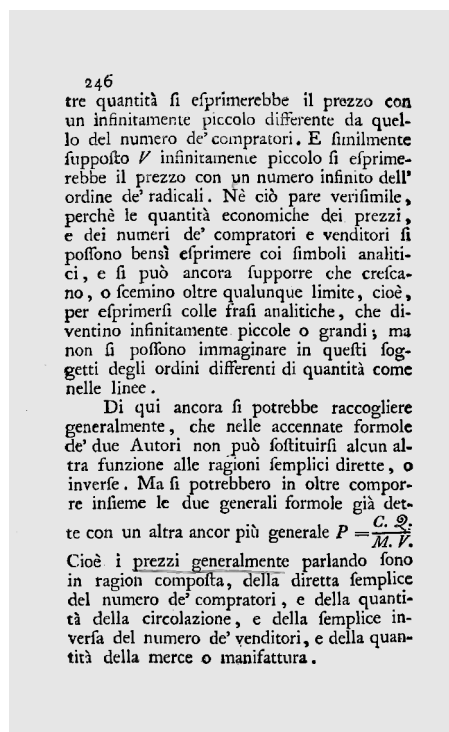 246
tre quantità ſi eſprimerebbe il prezzo con
un infinitamente piccolo differente da quel-
lo del numero de' compratori. E ſimilmente
ſuppoſto V infinitamente piccolo ſi eſprime-
rebbe il prezzo con un numero infinito dell'
ordine de' radicali. Nè ciò pare veriſimile,
perchè le quantità economiche dei prezzi,
e dei numeri de' compratori e venditori ſi
poſſono bensì eſprimere coi ſimboli analiti-
ci, e ſi può ancora ſupporre che creſca-
no, o ſcemino oltre qualunque limite, cioè,
per eſprimerſi colle fraſi analitiche, che di-
ventino infinitamente piccole o grandi; ma
non ſi poſſono immaginare in queſti ſog-
getti degli ordini differenti di quantità come
nelle linee.
Di qui ancora ſi potrebbe raccogliere
generalmente, che nelle accennate formole
de' due Autori non può ſoſtituirſi alcun al-
tra funzione alle ragioni ſemplici dirette, o
inverſe. Ma ſi potrebbero in oltre compor-
re inſieme le due generali formole già det-
te con un altra ancor più generale P = C. Q. / M. V.
Cioè i prezzi generalmente parlando ſono
in ragion compoſta, della diretta ſemplice
del numero de' compratori, e della quanti-
tà della circolazione, e della ſemplice in-
verſa del numero de' venditori, e della quan-
tità della merce o manifattura.